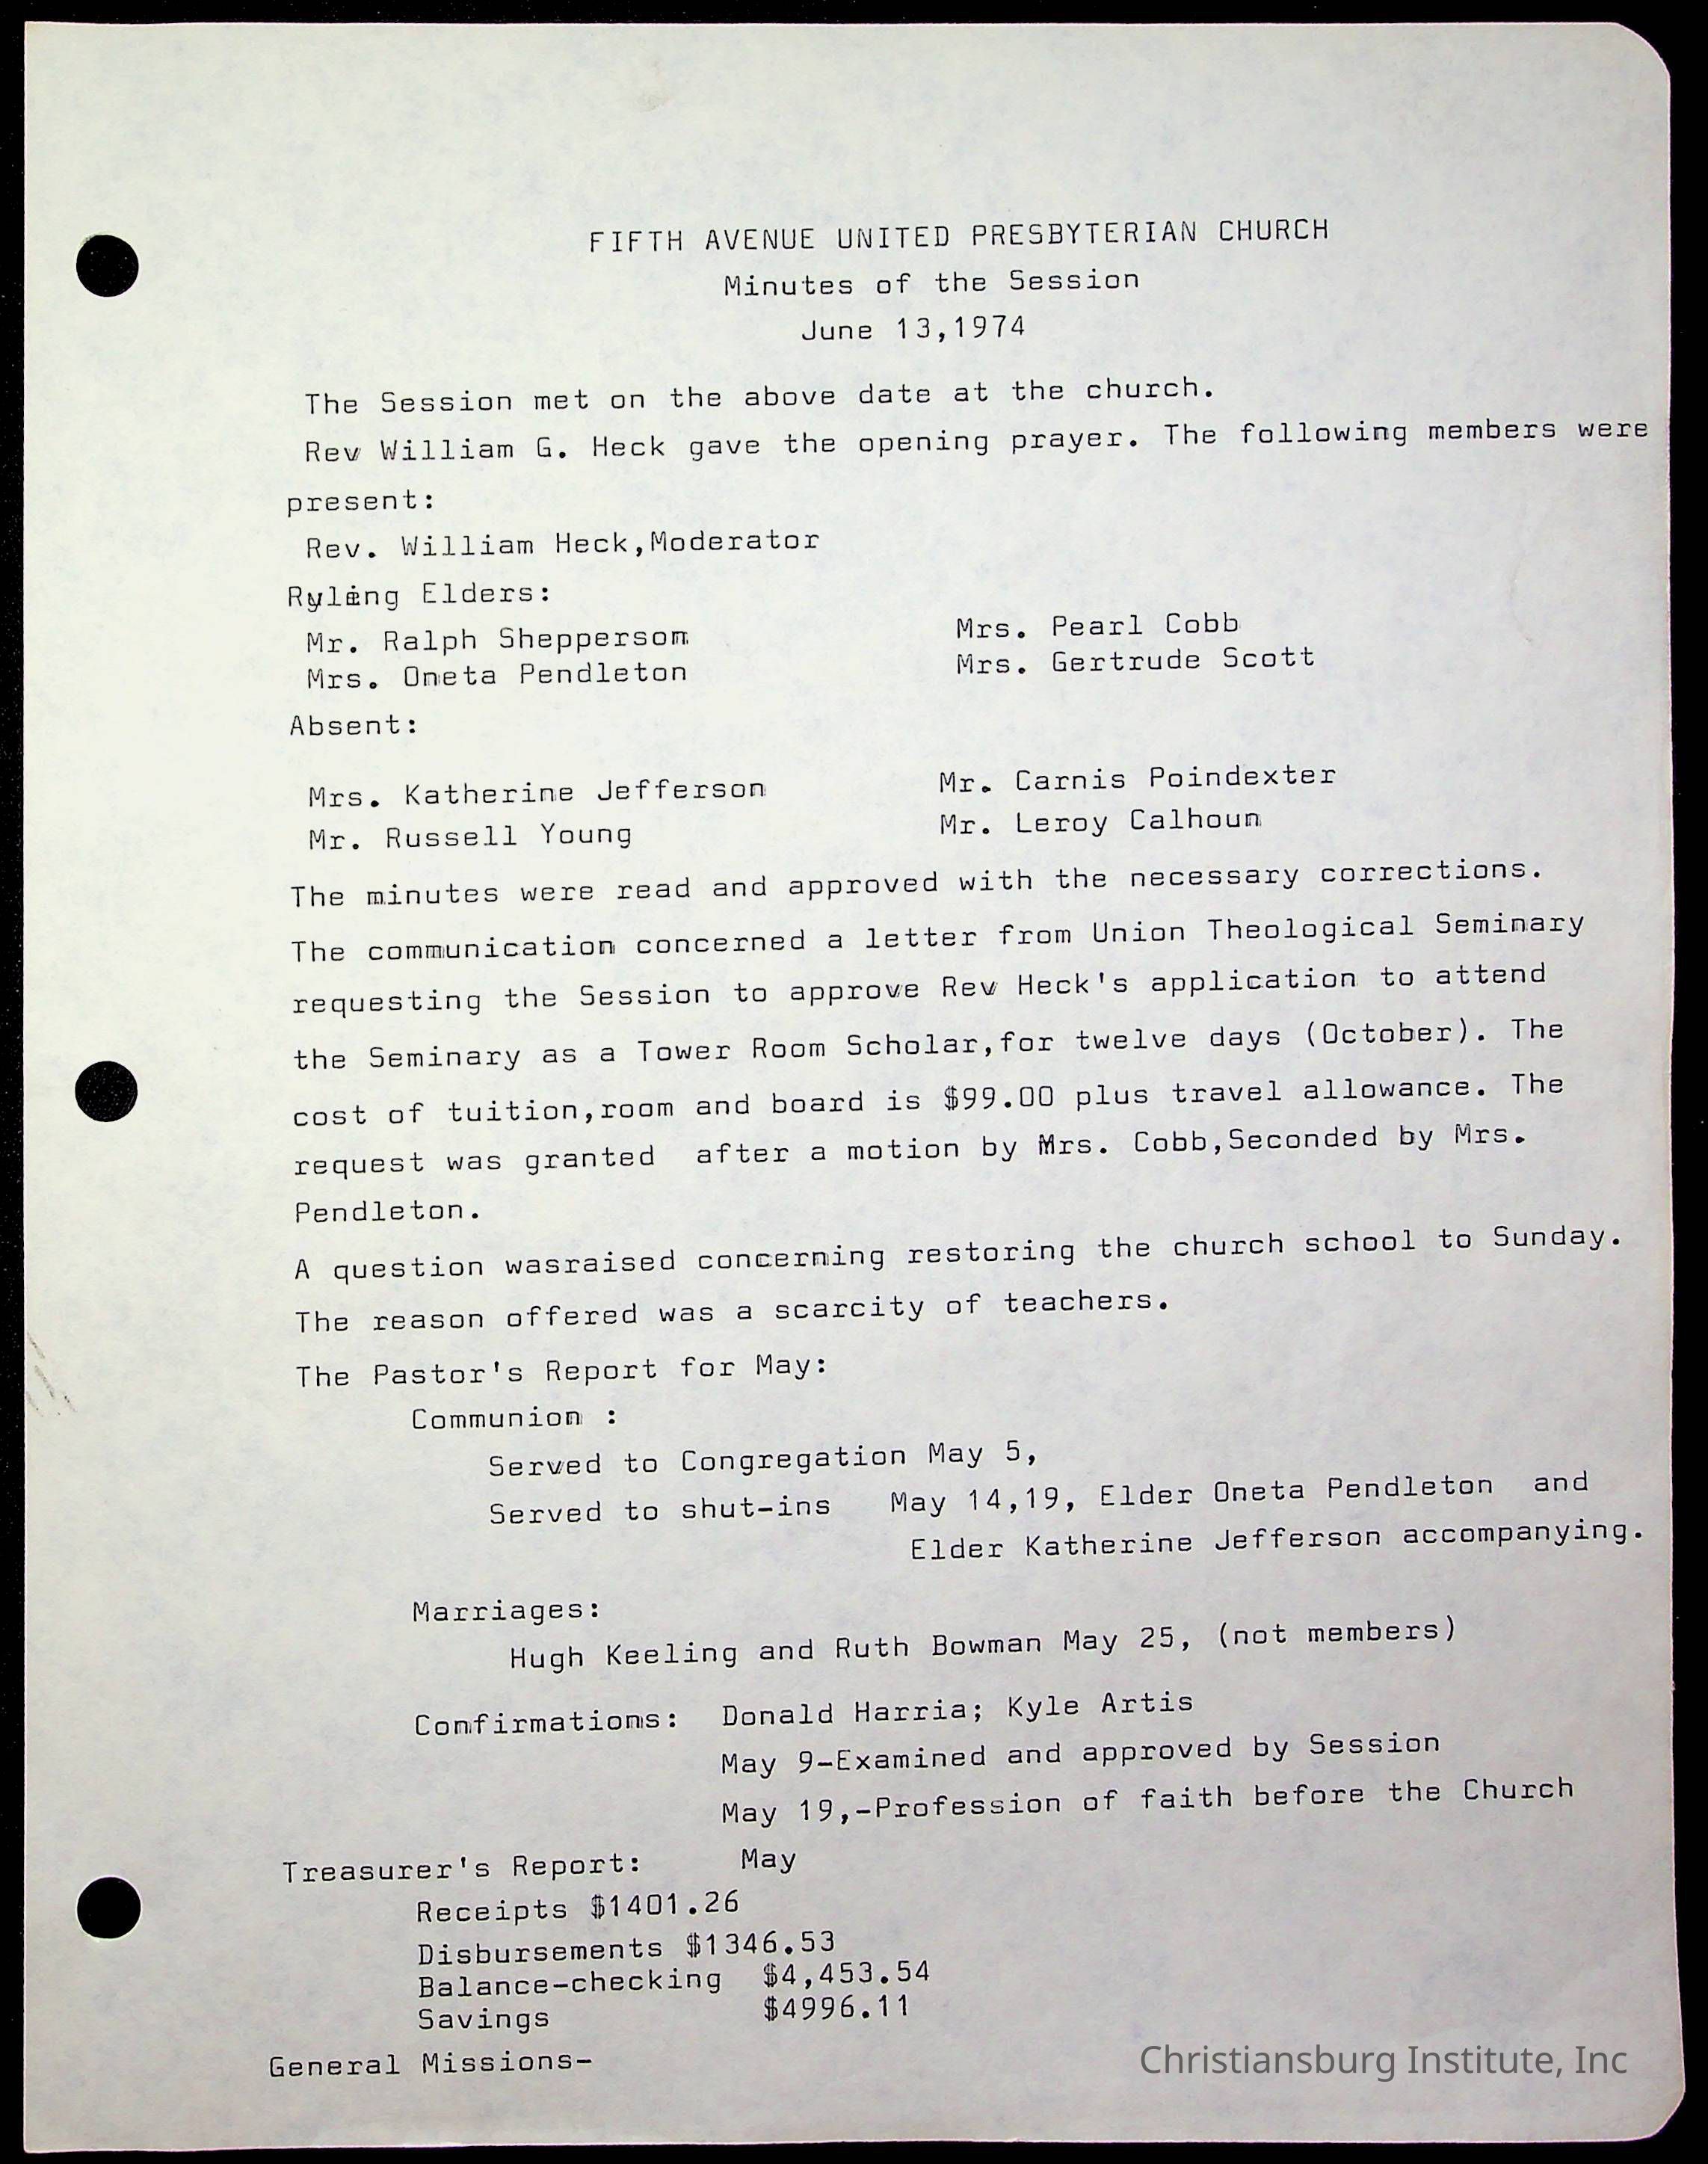 FIFTH AVENUE UNITED PRESBYTERIAN CHURCH
Minutes of the Session
June 13,1974
The Session met on the above date at the church.
Rev William G. Heck gave the opening prayer. The following members were
present:
Rev. William Heck,Moderator
Ryling Elders:
Mr. Ralph Shepperson Mrs. Pearl Cobb
Mrs. Oneta Pendleton Mrs. Gertrude Scott
Absent:
Mrs. Katherine Jefferson Mr. Carnis Poindexter
Mr. Russell Young Mr. Leroy Calhoun
The minutes were read and approved with the necessary corrections.
The communication concerned a letter from Union Theological Seminary
requesting the Session to approve Rev Heck's application to attend
the Seminary as a Tower Room Scholar,for twelve days (October). The
cost of tuition,room and board is $99.00 plus travel allowance. The
request was granted after a motion by Mrs. Cobb,Seconded by Mrs.
Pendleton.
A question wasraised concerning restoring the church school to Sunday.
The reason offered was a scarcity of teachers.
The Pastor's Report for May:
Communion :
Served to Congregation May 5,
Served to shut-ins May 14,19, Elder Oneta Pendleton and
Elder Katherine Jefferson accompanying.
Marriages:
Hugh Keeling and Ruth Bowman May 25, (not members)
Confirmations: Donald Harria; Kyle Artis
May 9-Examined and approved by Session
May 19,-Profession of faith before the Church
Treasurer's Report: May
Receipts $1401.26
Disbursements $1346.53
Balance-checking $4,453.54
Savings $4996.11
General Missions-
Christiansburg Institute, Inc